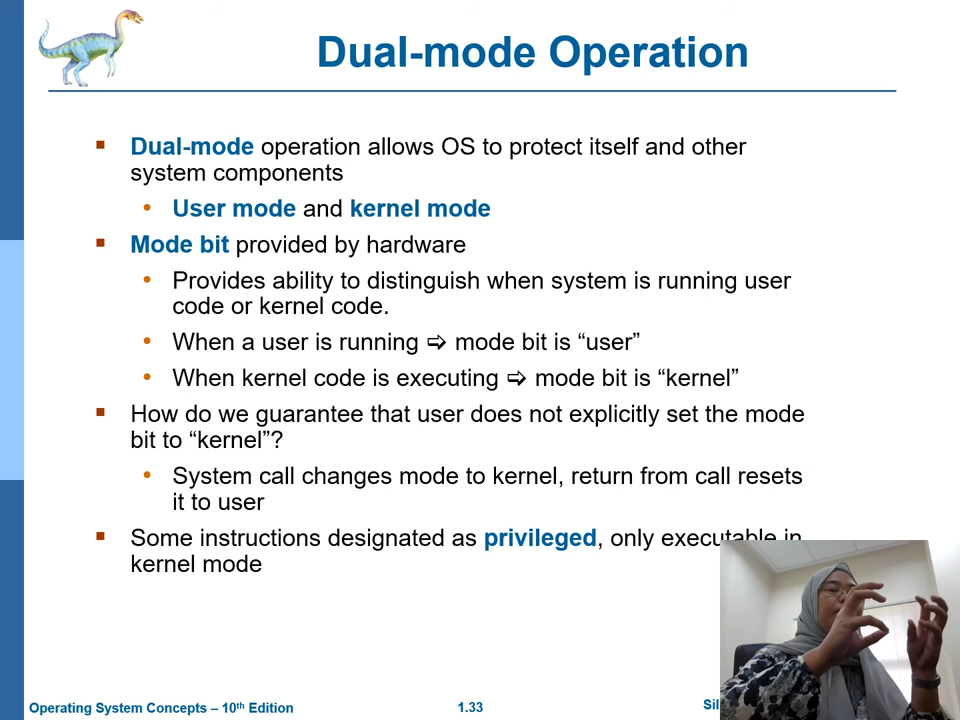 Dual-mode Operation
Dual-mode operation allows OS to protect itself and other
system components
User mode and kernel mode
Mode bit provided by hardware
Provides ability to distinguish when system is running user
code or kernel code.
When a user is running ➯ mode bit is “user”
When kernel code is executing ➯ mode bit is “kernel”
How do we guarantee that user does not explicitly set the mode
bit to “kernel”?
System call changes mode to kernel, return from call resets
it to user
Some instructions designated as privileged, only executable in
kernel mode
Operating System Concepts – 10th Edition
1.33